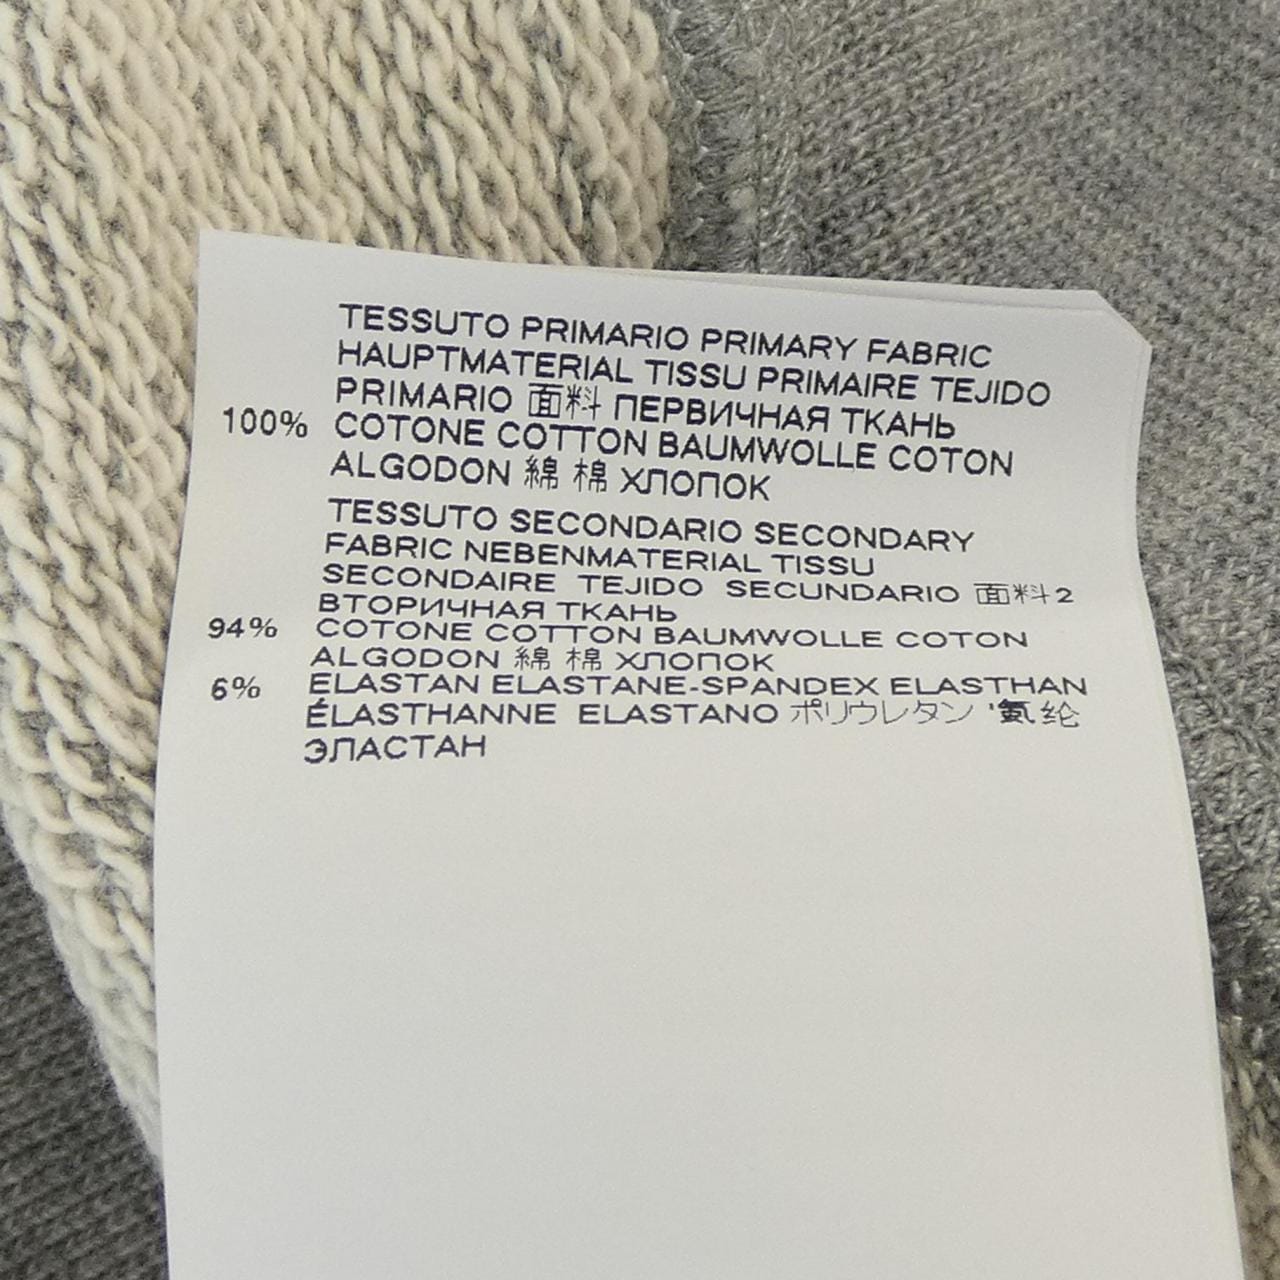 TESSUTO PRIMARIO PRIMARY FABRIC
HAUPTMATERIAL TISSU PRIMAIRE TEJIDO
PRIMARIO 面料 ПЕРВИЧНАЯ ТКАНЬ
100% COTONE COTTON BAUMWOLLE COTON
ALGODON 綿 棉 ХЛОПОК
TESSUTO SECONDARIO SECONDARY
FABRIC NEBENMATERIAL TISSU
SECONDAIRE TEJIDO SECUNDARIO 面料2
ВТОРИЧНАЯ ТКАНЬ
94% COTONE COTTON BAUMWOLLE COTON
ALGODON 綿 棉 ХЛОПОК
6% ELASTAN ELASTANE-SPANDEX ELASTHAN
ÉLASTHANNE ELASTANO ポリウレタン '氨纶
ЭЛАСТАН